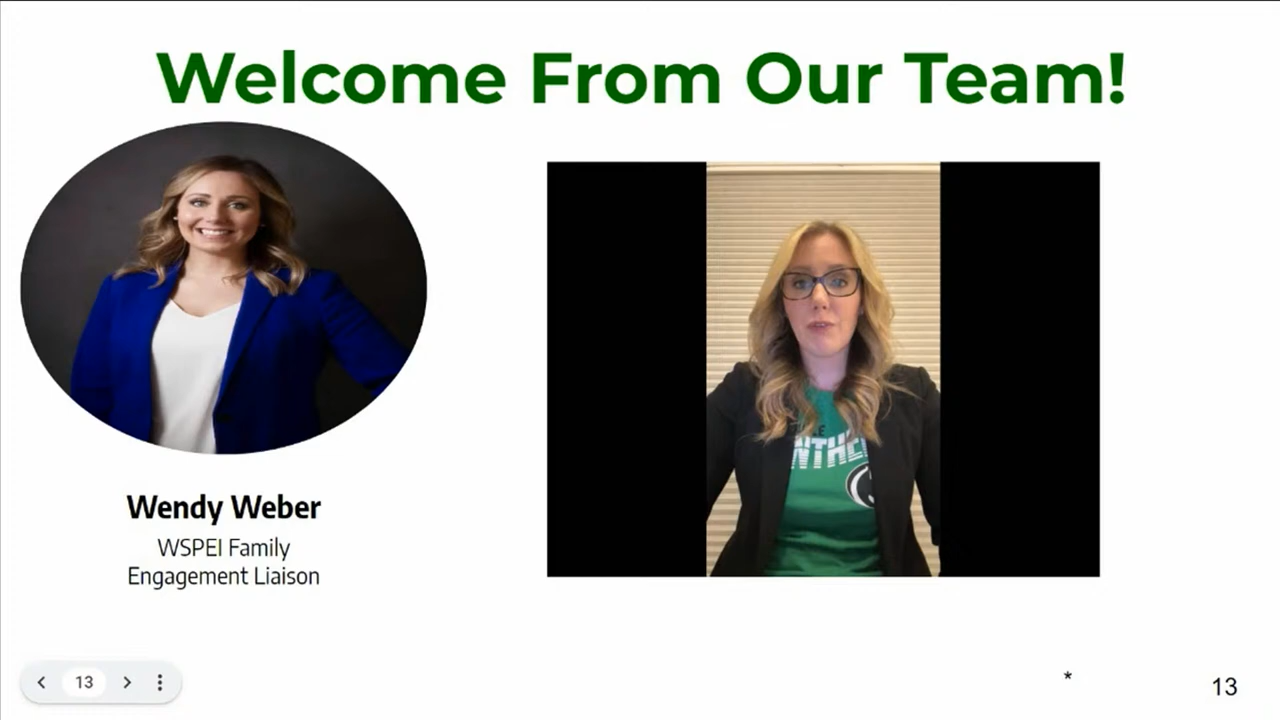 Welcome From Our Team!
Wendy Weber
WSPEI Family
Engagement Liaison
13
*
13